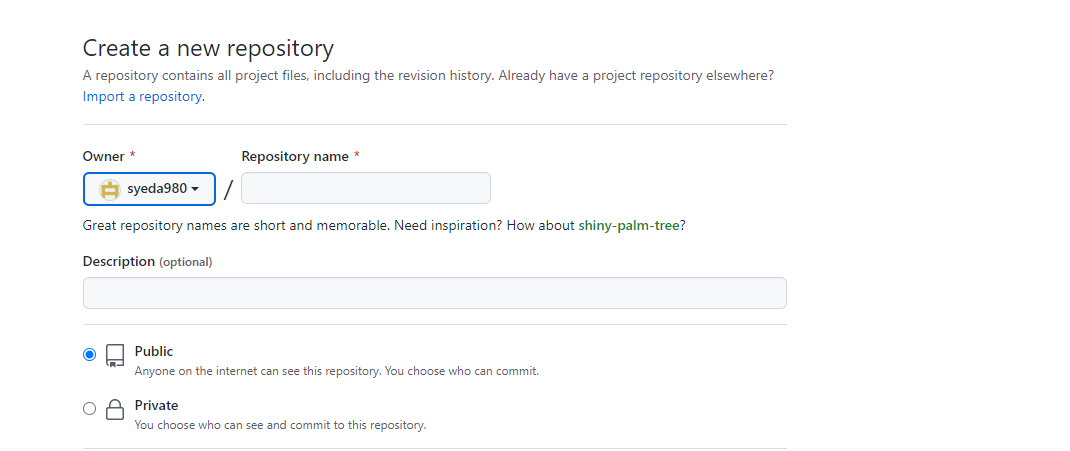 Create a new repository
A repository contains all project files, including the revision history. Already have a project repository elsewhere?
Import a repository.
Owner * Repository name *
syeda980 /
Great repository names are short and memorable. Need inspiration? How about shiny-palm-tree?
Description (optional)
Public
Anyone on the internet can see this repository. You choose who can commit.
Private
You choose who can see and commit to this repository.